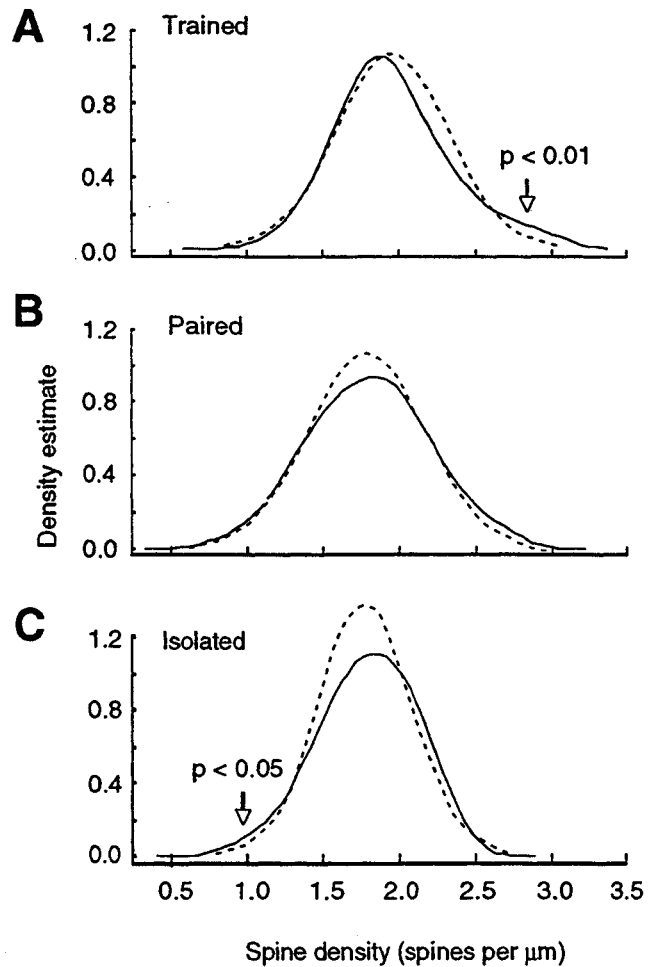 A
Trained
1.2
0.8
0.4
0.0
p < 0.01
B
Paired
1.2
0.8
0.4
0.0
Density estimate
C
Isolated
1.2
0.8
0.4
0.0
p < 0.05
0.5 1.0 1.5 2.0 2.5 3.0 3.5
Spine density (spines per μm)